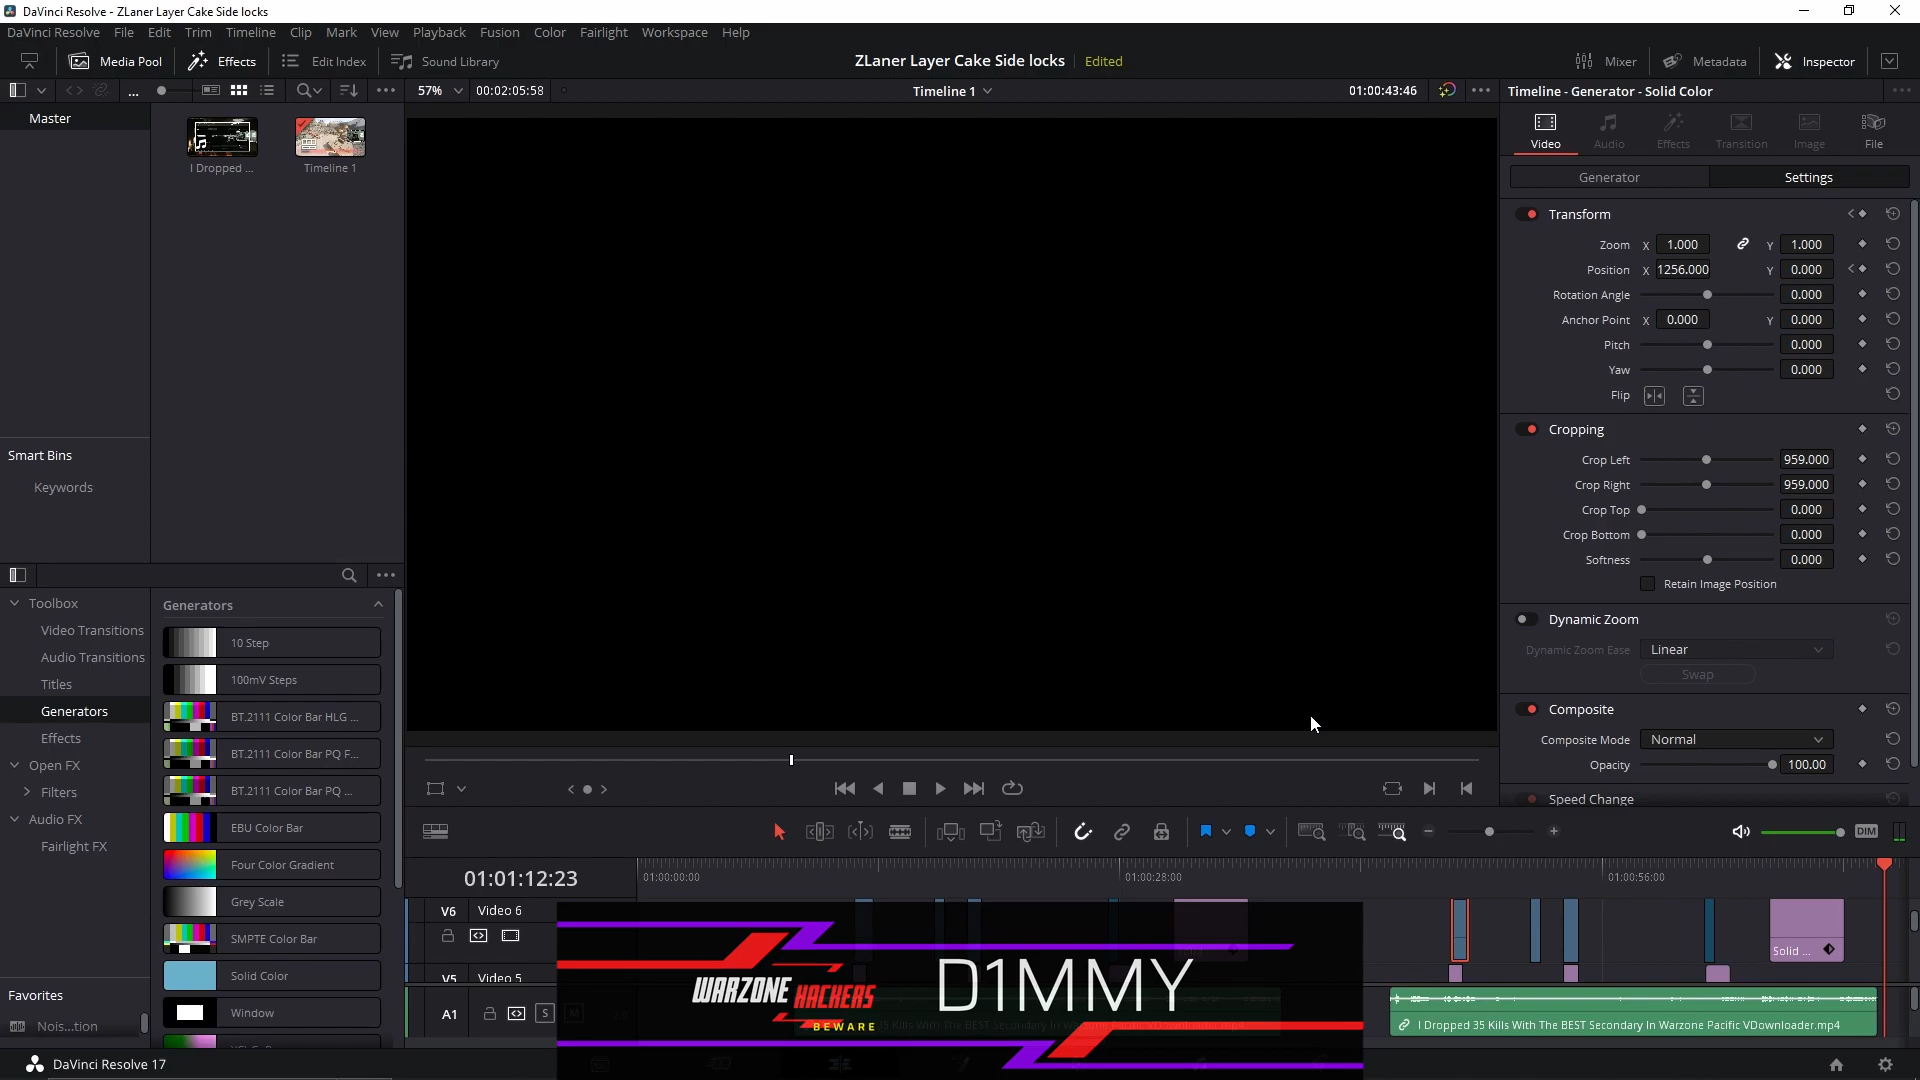 DaVinci Resolve - ZLaner Layer Cake Side locks
DaVinci Resolve File Edit Trim Timeline Clip Mark View Playback Fusion Color Fairlight Workspace Help
Media Pool Effects Edit Index Sound Library ZLaner Layer Cake Side locks Edited Mixer Metadata Inspector
... 57% 00:02:05:58 Timeline 1 01:00:43:46 Timeline - Generator - Solid Color
Master
I Dropped ... Timeline 1
Video Audio Effects Transition Image File
Generator Settings
Transform
Zoom X 1.000 Y 1.000
Position X 1256.000 Y 0.000
Rotation Angle 0.000
Anchor Point X 0.000 Y 0.000
Pitch 0.000
Yaw 0.000
Flip
Cropping
Crop Left 959.000
Crop Right 959.000
Crop Top 0.000
Crop Bottom 0.000
Softness 0.000
Retain Image Position
Dynamic Zoom
Dynamic Zoom Ease Linear
Swap
Composite
Composite Mode Normal
Opacity 100.00
Speed Change
Smart Bins
Keywords
Toolbox
Video Transitions
Audio Transitions
Titles
Generators
Effects
Open FX
Filters
Audio FX
Fairlight FX
Favorites
Nois...tion
Generators
10 Step
100mV Steps
BT.2111 Color Bar HLG ...
BT.2111 Color Bar PQ F...
BT.2111 Color Bar PQ ...
EBU Color Bar
Four Color Gradient
Grey Scale
SMPTE Color Bar
Solid Color
Window
DIM
01:01:12:23 01:00:00:00 01:00:28:00 01:00:56:00
V6 Video 6
Solid ...
V5 Video 5
A1 S M
I Dropped 35 Kills With The BEST Secondary In Warzone Pacific VDownloader.mp4
WARZONE HACKERS
BEWARE
D1MMY
DaVinci Resolve 17